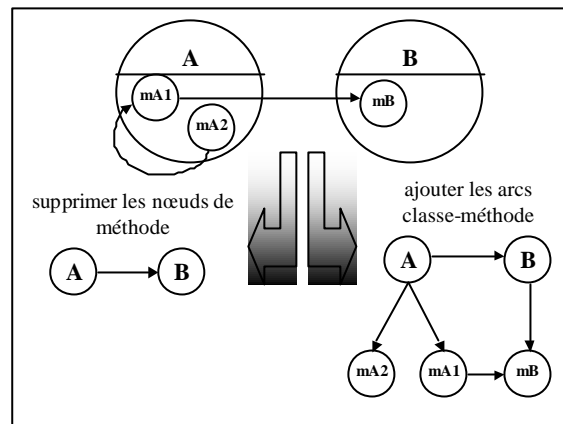 A
B
mA1
mB
mA2
supprimer les nœuds de
méthode
ajouter les arcs
classe-méthode
A
B
A
B
mA2
mA1
mB